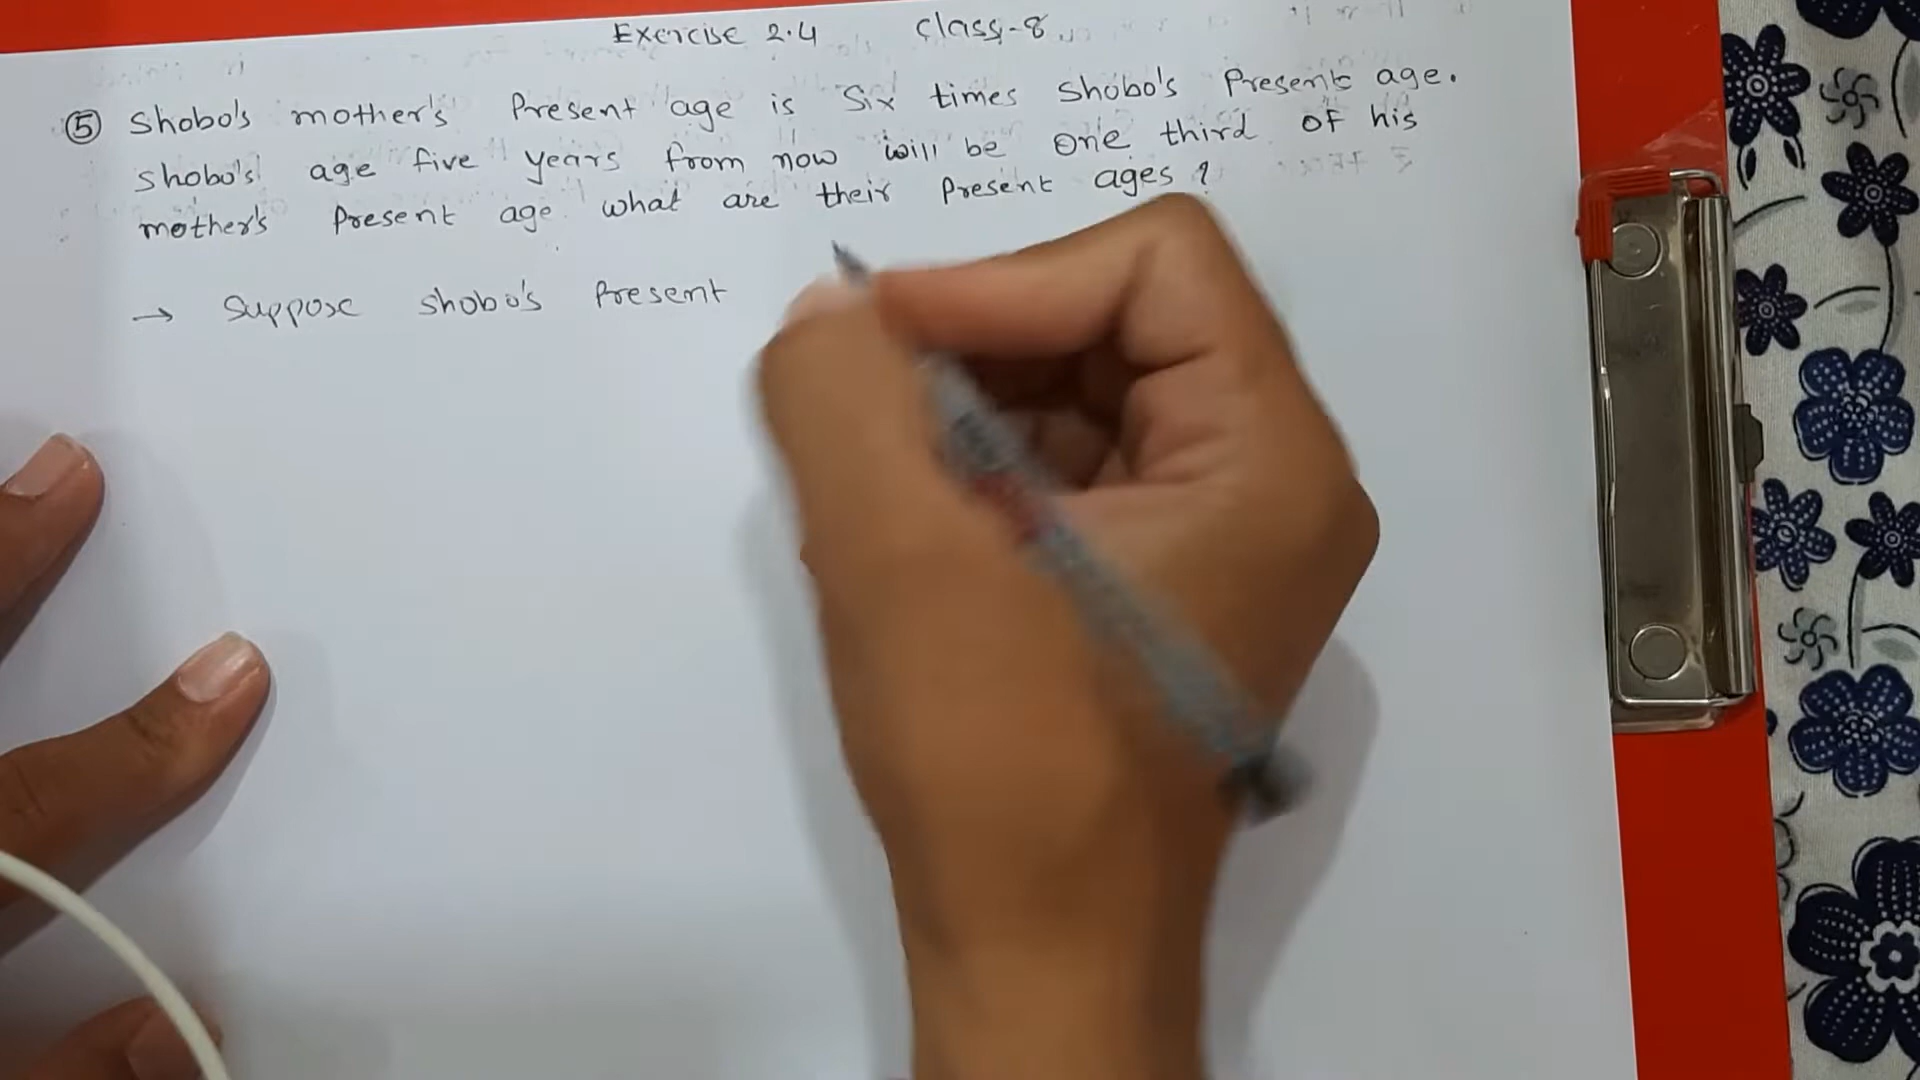 Exercise 2.4 Class-8
⑤ Shobo's mother's Present age is Six times Shobo's Present age.
Shobo's age five years from now will be one third of his
mother's Present age what are their Present ages?
→ Suppose Shobo's Present